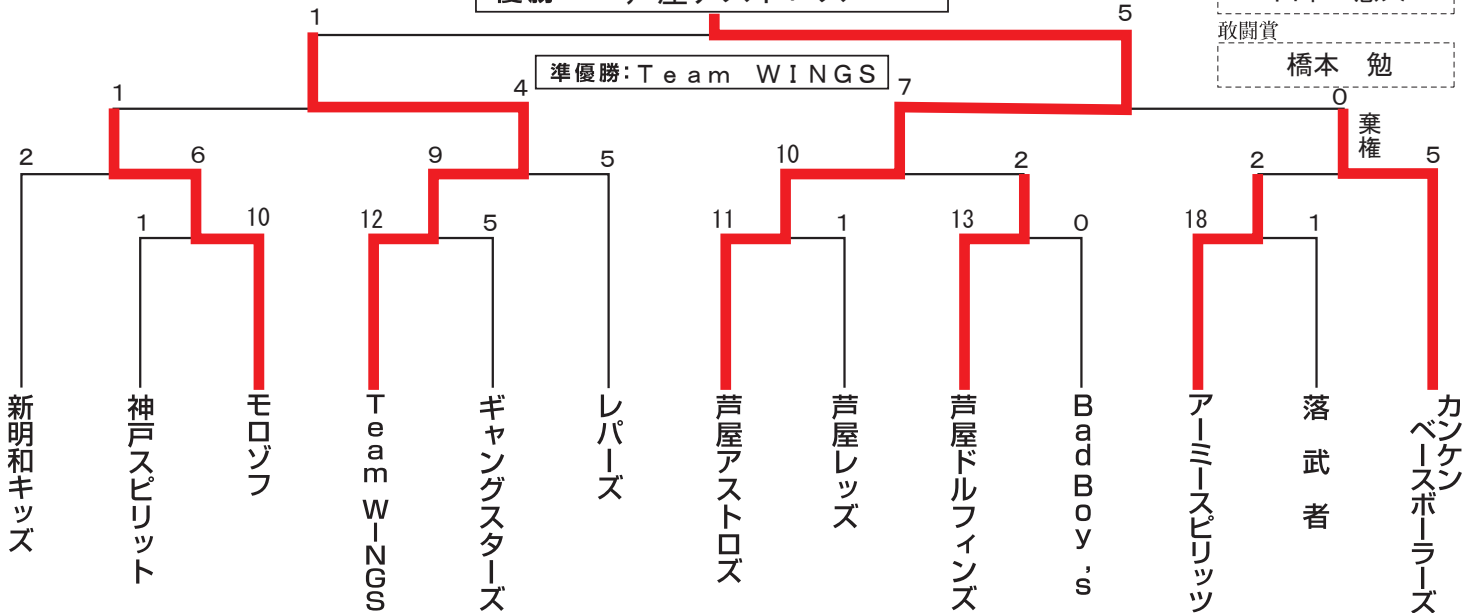 優勝
1
5
敢闘賞
橋本 勉
準優勝:Team WINGS
1
4
7
0
棄権
2
6
9
5
10
2
2
5
1
10
12
5
11
1
13
0
18
1
新明和キッズ
神戸スピリット
モロゾフ
Team WINGS
ギャングスターズ
レパーズ
芦屋アストロズ
芦屋レッズ
芦屋ドルフィンズ
Bad Boy's
アーミースピリッツ
落武者
カンケン
ベースボーラーズ